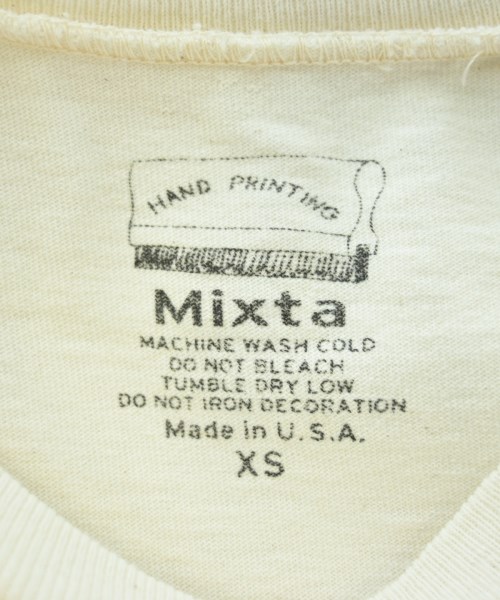 HAND PRINTING
Mixta
MACHINE WASH COLD
DO NOT BLEACH
TUMBLE DRY LOW
DO NOT IRON DECORATION
Made in U.S.A.
XS